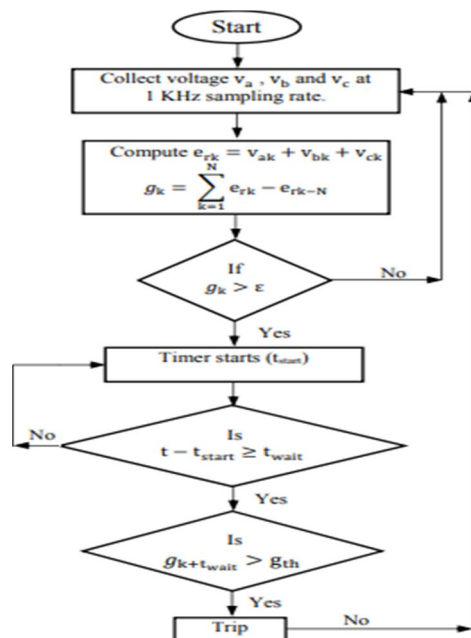 Start
Collect voltage vₐ , v_b and v_c at
1 KHz sampling rate.
Compute e_rk = v_ak + v_bk + v_ck
N
g_k = ∑ e_rk − e_rk−N
k=1
If
g_k > ε
No
Yes
Timer starts (t_start)
Is
t − t_start ≥ t_wait
No
Yes
Is
g_k+t_wait > g_th
Yes
Trip
No